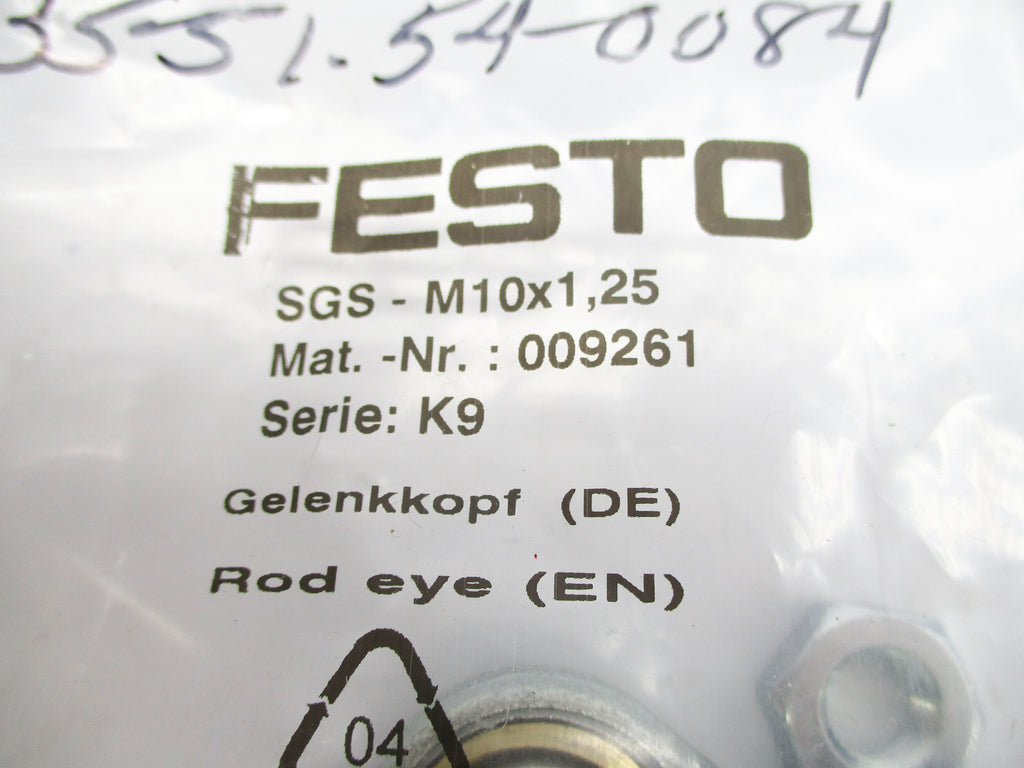 3551.54-0084
FESTO
SGS - M10x1,25
Mat. -Nr. : 009261
Serie: K9
Gelenkkopf (DE)
Rod eye (EN)
04